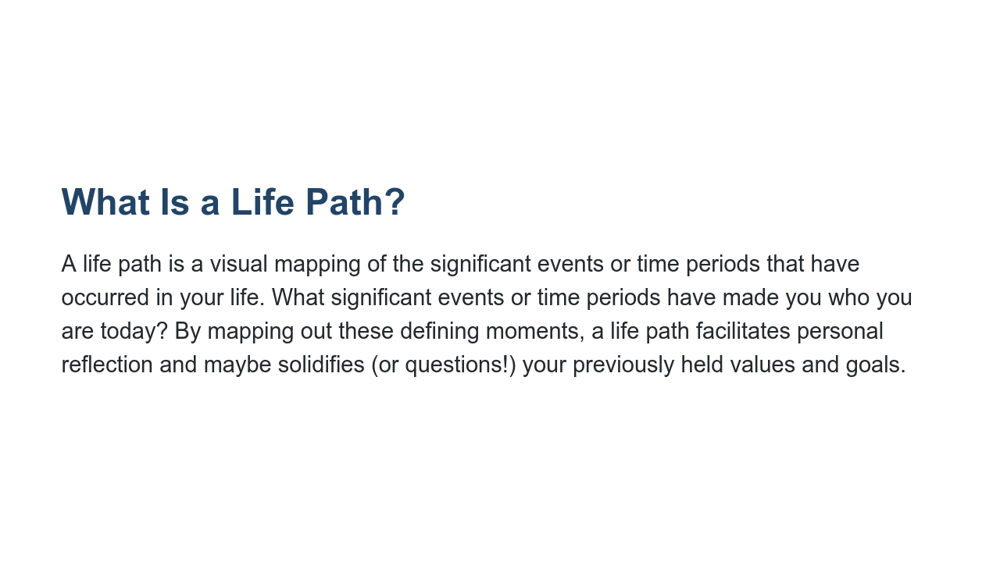 What Is a Life Path?
A life path is a visual mapping of the significant events or time periods that have
occurred in your life. What significant events or time periods have made you who you
are today? By mapping out these defining moments, a life path facilitates personal
reflection and maybe solidifies (or questions!) your previously held values and goals.